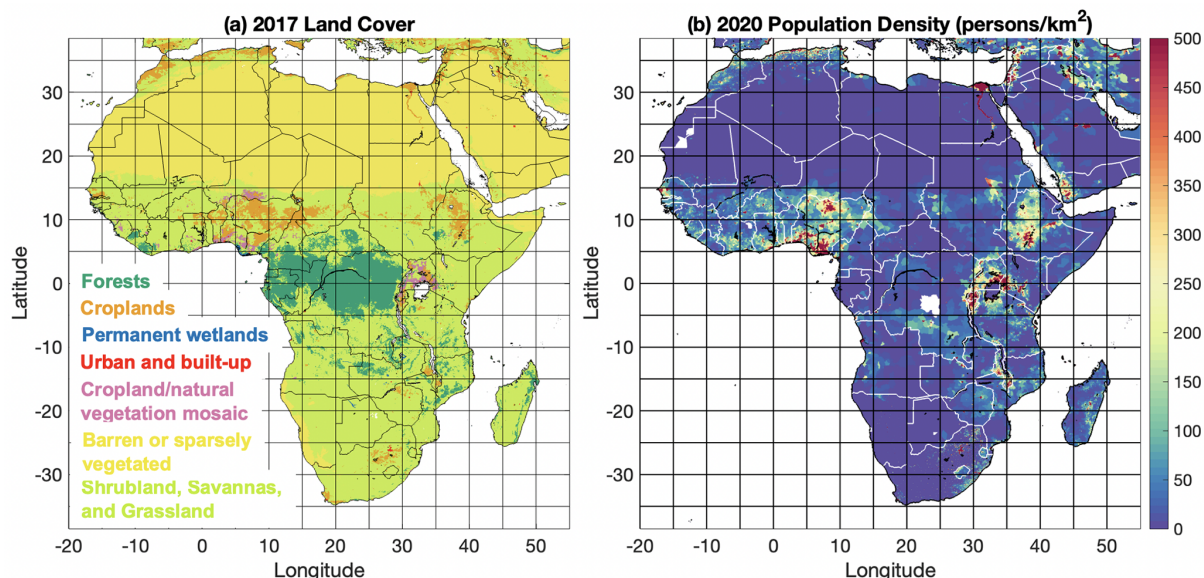 (a) 2017 Land Cover
Latitude
30
20
10
0
-10
-20
-30
Forests
Croplands
Permanent wetlands
Urban and built-up
Cropland/natural
vegetation mosaic
Barren or sparsely
vegetated
Shrubland, Savannas,
and Grassland
-20 -10 0 10 20 30 40 50
Longitude
(b) 2020 Population Density (persons/km²)
Latitude
30
20
10
0
-10
-20
-30
-20 -10 0 10 20 30 40 50
Longitude
500
450
400
350
300
250
200
150
100
50
0